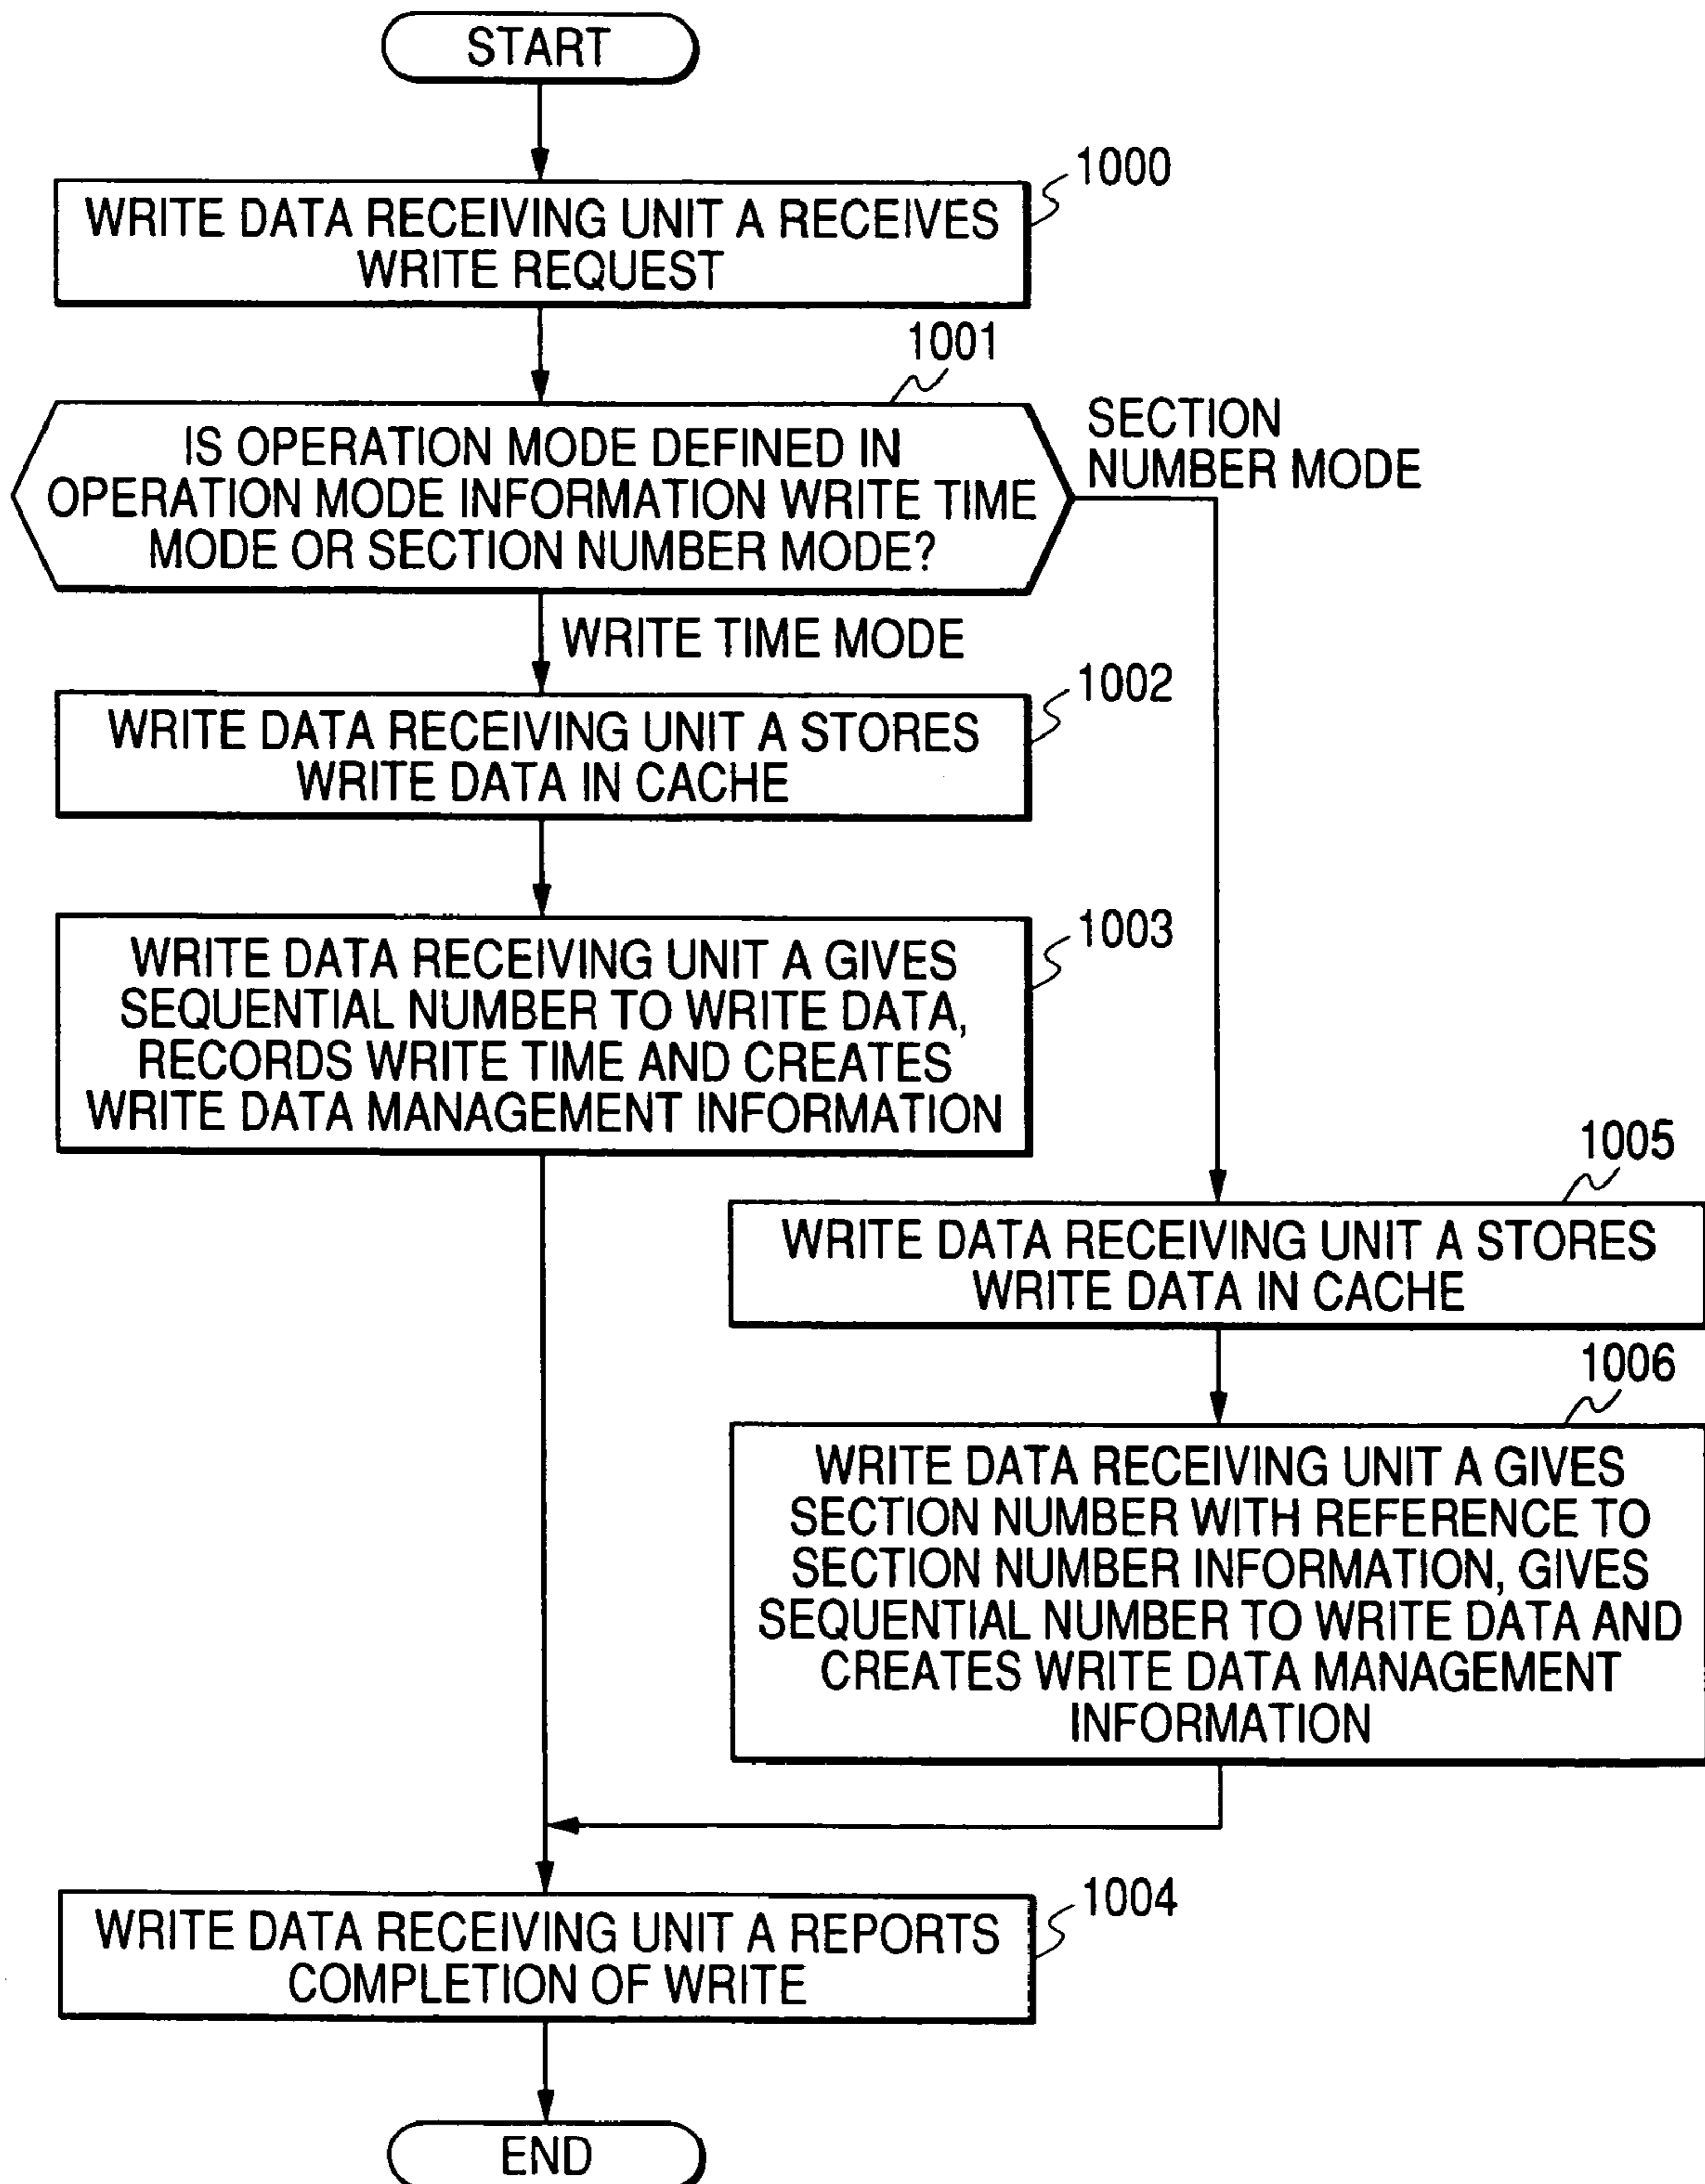 START
1000
WRITE DATA RECEIVING UNIT A RECEIVES
WRITE REQUEST
1001
IS OPERATION MODE DEFINED IN
OPERATION MODE INFORMATION WRITE TIME
MODE OR SECTION NUMBER MODE?
SECTION
NUMBER MODE
WRITE TIME MODE
1002
WRITE DATA RECEIVING UNIT A STORES
WRITE DATA IN CACHE
1003
WRITE DATA RECEIVING UNIT A GIVES
SEQUENTIAL NUMBER TO WRITE DATA,
RECORDS WRITE TIME AND CREATES
WRITE DATA MANAGEMENT INFORMATION
1005
WRITE DATA RECEIVING UNIT A STORES
WRITE DATA IN CACHE
1006
WRITE DATA RECEIVING UNIT A GIVES
SECTION NUMBER WITH REFERENCE TO
SECTION NUMBER INFORMATION, GIVES
SEQUENTIAL NUMBER TO WRITE DATA AND
CREATES WRITE DATA MANAGEMENT
INFORMATION
1004
WRITE DATA RECEIVING UNIT A REPORTS
COMPLETION OF WRITE
END